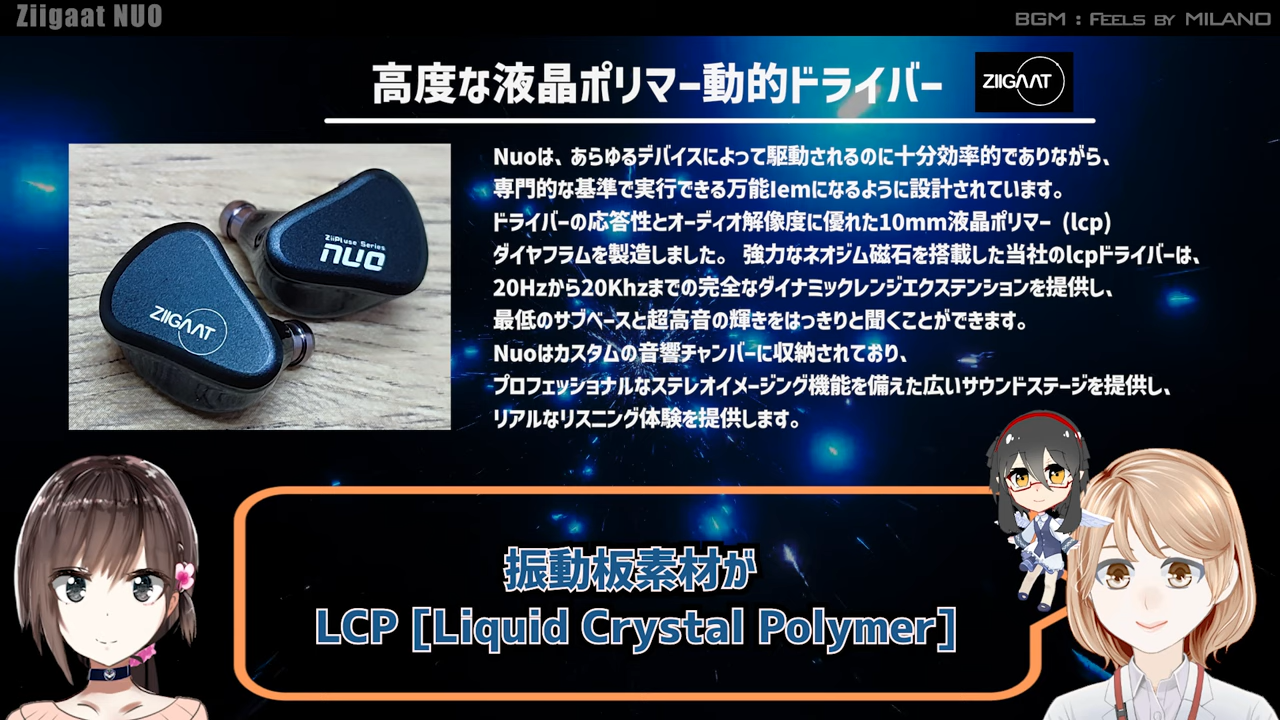 Ziigaat NUO
BGM : Feels by MILANO
高度な液晶ポリマー動的ドライバー
ZIIGAAT
Nuoは、あらゆるデバイスによって駆動されるのに十分効率的でありながら、
専門的な基準で実行できる万能Iemになるように設計されています。
ドライバーの応答性とオーディオ解像度に優れた10mm液晶ポリマー (lcp)
ダイヤフラムを製造しました。 強力なネオジム磁石を搭載した当社のlcpドライバーは、
20Hzから20Khzまでの完全なダイナミックレンジエクステンションを提供し、
最低のサブベースと超高音の輝きをはっきりと聞くことができます。
Nuoはカスタムの音響チャンバーに収納されており、
プロフェッショナルなステレオイメージング機能を備えた広いサウンドステージを提供し、
リアルなリスニング体験を提供します。
ZiiPluse Series
nuo
ZIIGAAT
振動板素材が
LCP [Liquid Crystal Polymer]